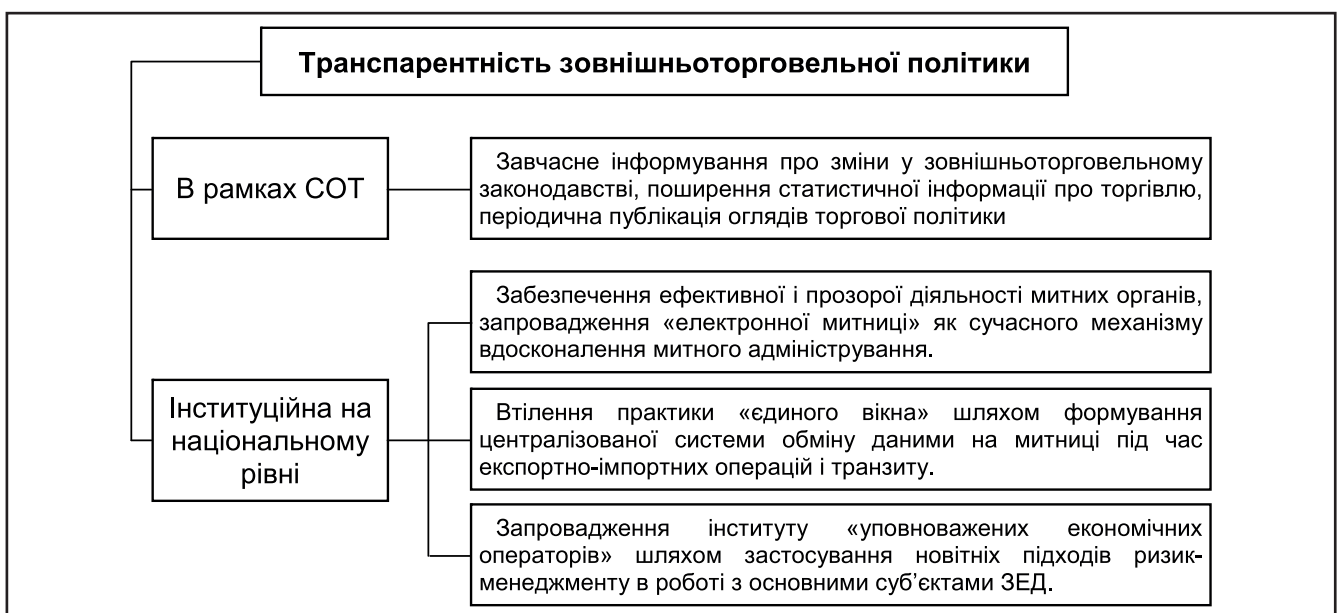 Транспарентність зовнішньоторговельної політики
В рамках СОТ
Завчасне інформування про зміни у зовнішньоторговельному
законодавстві, поширення статистичної інформації про торгівлю,
періодична публікація оглядів торгової політики
Інституційна на
національному
рівні
Забезпечення ефективної і прозорої діяльності митних органів,
запровадження «електронної митниці» як сучасного механізму
вдосконалення митного адміністрування.
Втілення практики «єдиного вікна» шляхом формування
централізованої системи обміну даними на митниці під час
експортно-імпортних операцій і транзиту.
Запровадження інституту «уповноважених економічних
операторів» шляхом застосування новітніх підходів ризик-
менеджменту в роботі з основними суб’єктами ЗЕД.